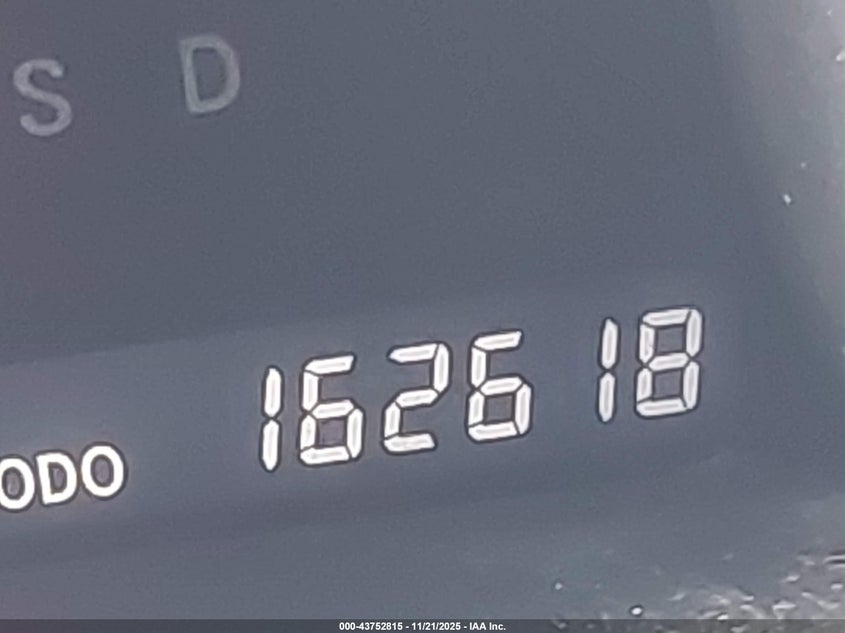 S D
ODO 162618
000-43752815 - 11/21/2025 - IAA Inc.